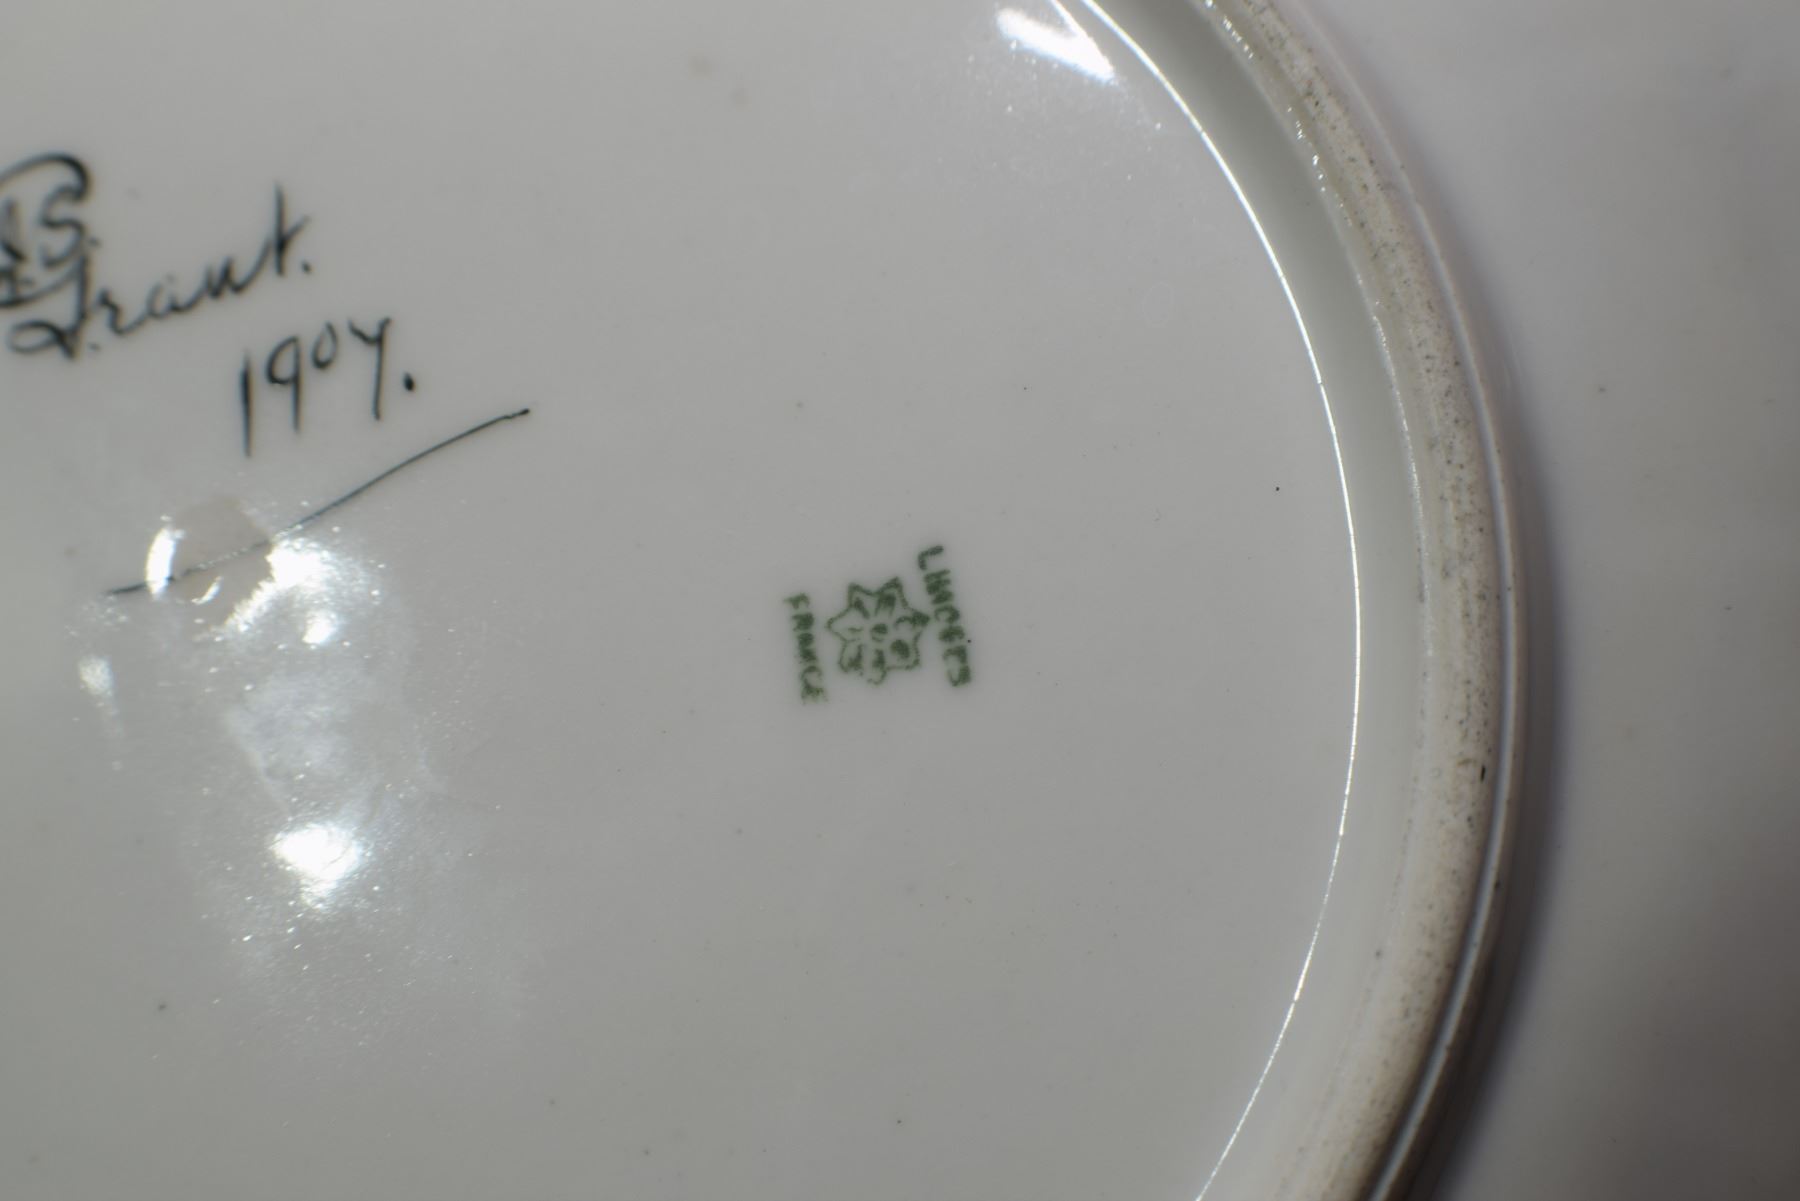 S.
Grant.
1907.
LIMOGES
FRANCE